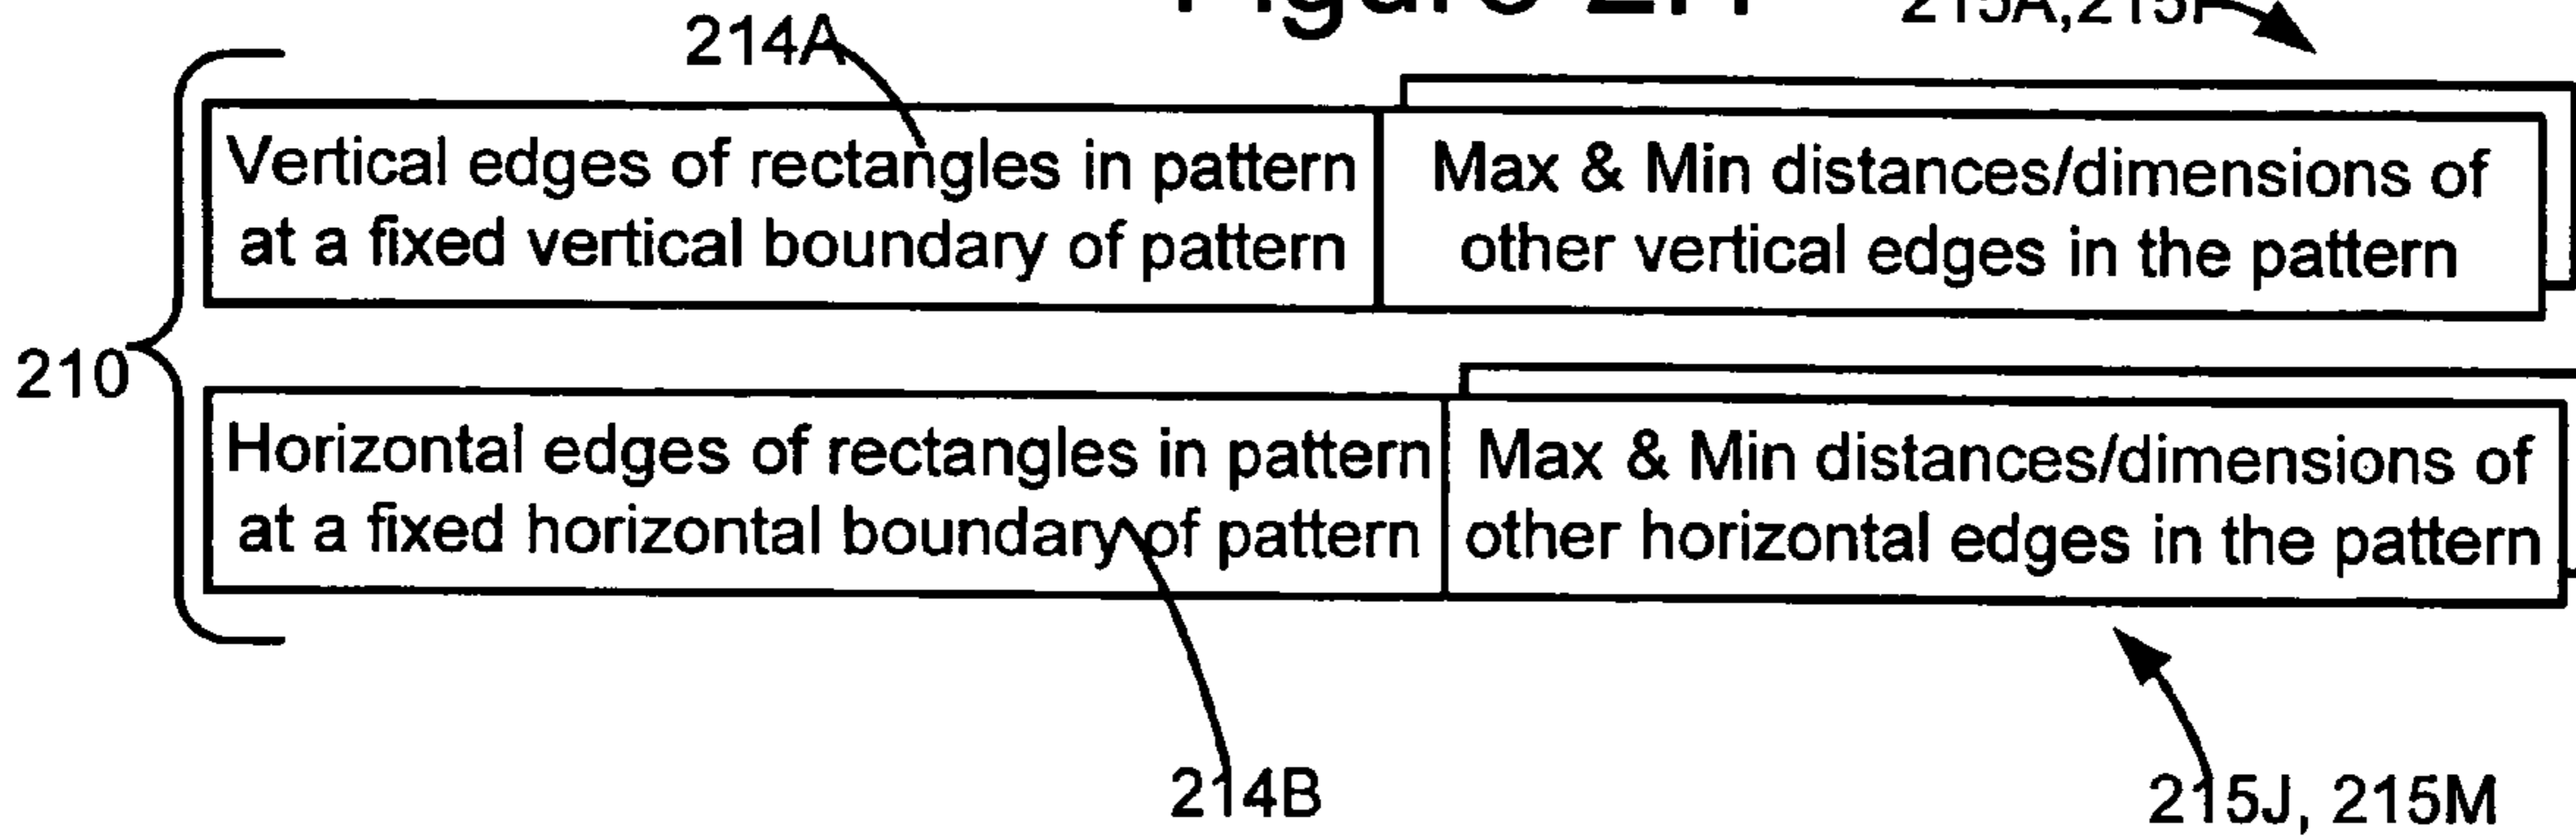 214A
Vertical edges of rectangles in pattern
at a fixed vertical boundary of pattern
Max & Min distances/dimensions of
other vertical edges in the pattern
210
Horizontal edges of rectangles in pattern
at a fixed horizontal boundary of pattern
Max & Min distances/dimensions of
other horizontal edges in the pattern
214B
215J, 215M